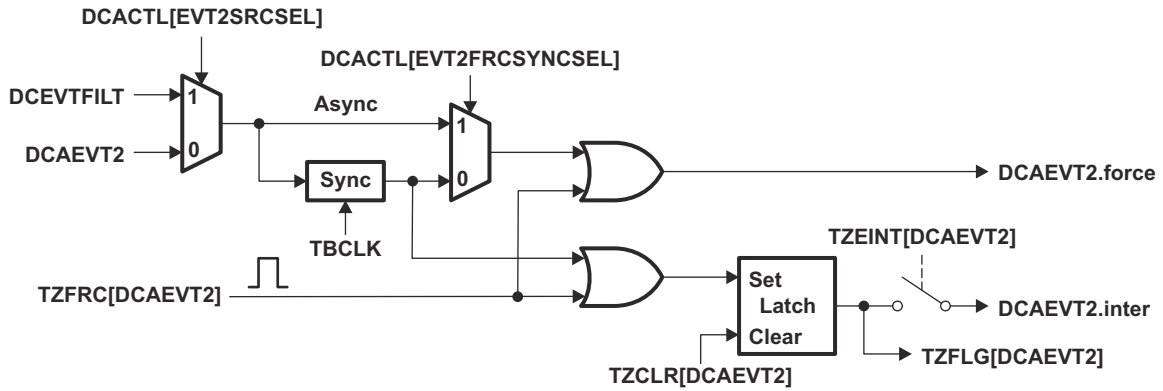 DCACTL[EVT2SRCSEL]
DCACTL[EVT2FRCSYNCSEL]
DCEVTFILT
1
Async
1
DCAEVT2
0
Sync
0
DCAEVT2.force
TBCLK
TZEINT[DCAEVT2]
TZFRC[DCAEVT2]
Set
Latch
DCAEVT2.inter
Clear
TZFLG[DCAEVT2]
TZCLR[DCAEVT2]